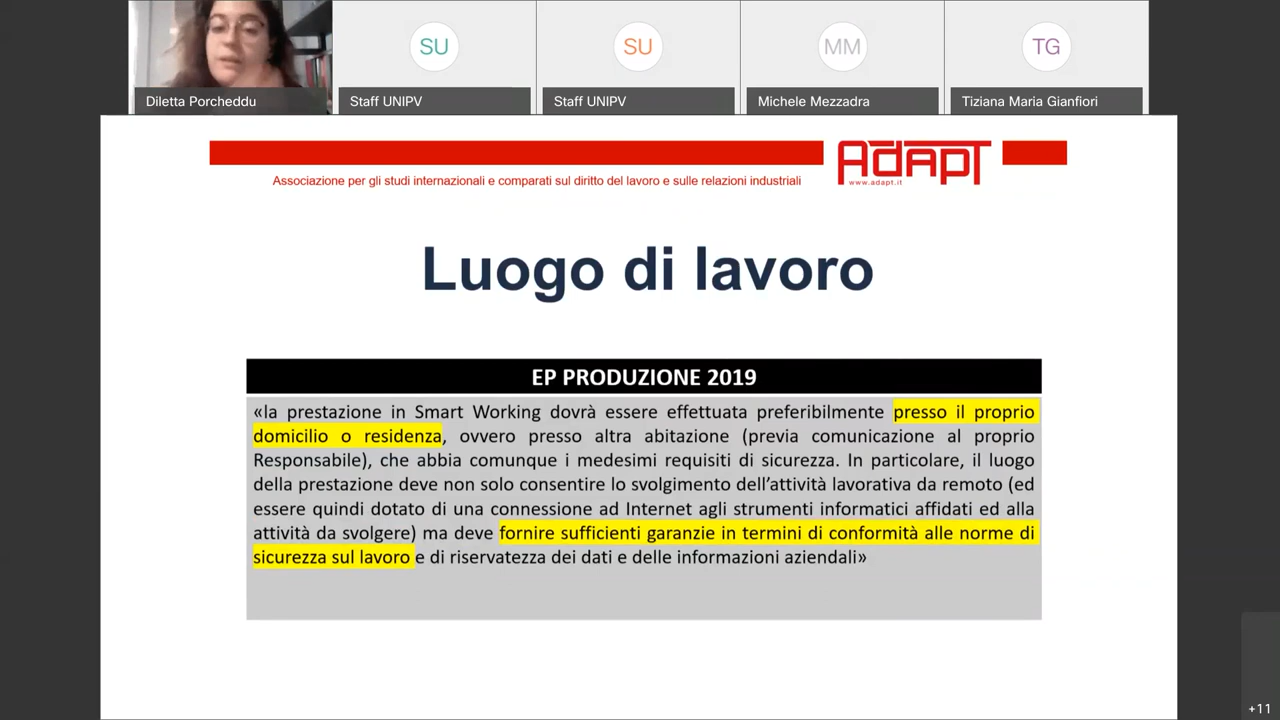 SU
SU
MM
TG
Diletta Porcheddu
Staff UNIPV
Staff UNIPV
Michele Mezzadra
Tiziana Maria Gianfiori
Associazione per gli studi internazionali e comparati sul diritto del lavoro e sulle relazioni industriali
AdAPT
www.adapt.it
Luogo di lavoro
EP PRODUZIONE 2019
«la prestazione in Smart Working dovrà essere effettuata preferibilmente presso il proprio
domicilio o residenza, ovvero presso altra abitazione (previa comunicazione al proprio
Responsabile), che abbia comunque i medesimi requisiti di sicurezza. In particolare, il luogo
della prestazione deve non solo consentire lo svolgimento dell'attività lavorativa da remoto (ed
essere quindi dotato di una connessione ad Internet agli strumenti informatici affidati ed alla
attività da svolgere) ma deve fornire sufficienti garanzie in termini di conformità alle norme di
sicurezza sul lavoro e di riservatezza dei dati e delle informazioni aziendali»
+11